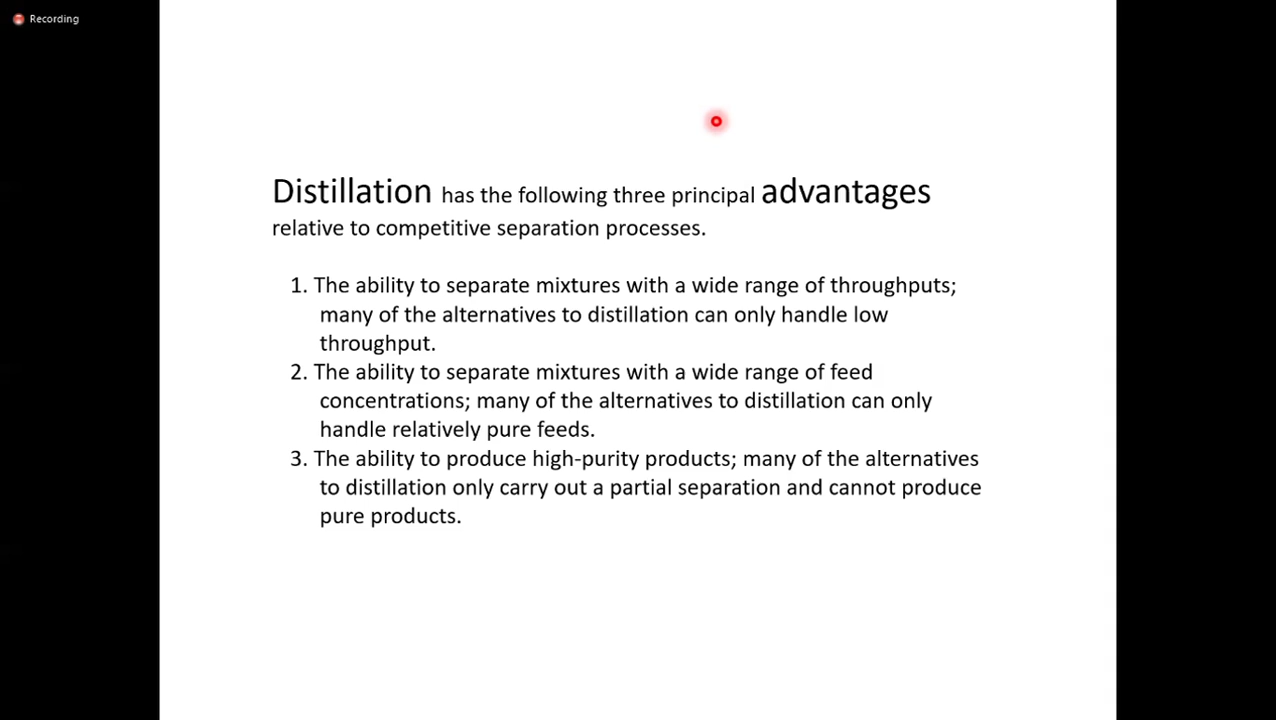 Recording
Distillation has the following three principal advantages
relative to competitive separation processes.
1. The ability to separate mixtures with a wide range of throughputs;
many of the alternatives to distillation can only handle low
throughput.
2. The ability to separate mixtures with a wide range of feed
concentrations; many of the alternatives to distillation can only
handle relatively pure feeds.
3. The ability to produce high-purity products; many of the alternatives
to distillation only carry out a partial separation and cannot produce
pure products.